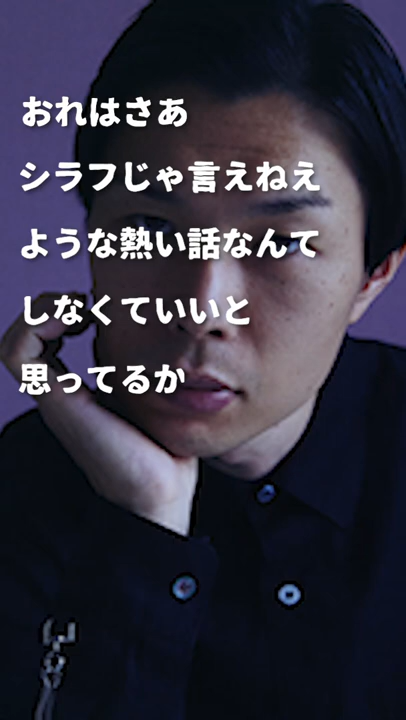 おれはさあ
シラフじゃ言えねえ
ような熱い話なんて
しなくていいと
思ってるか